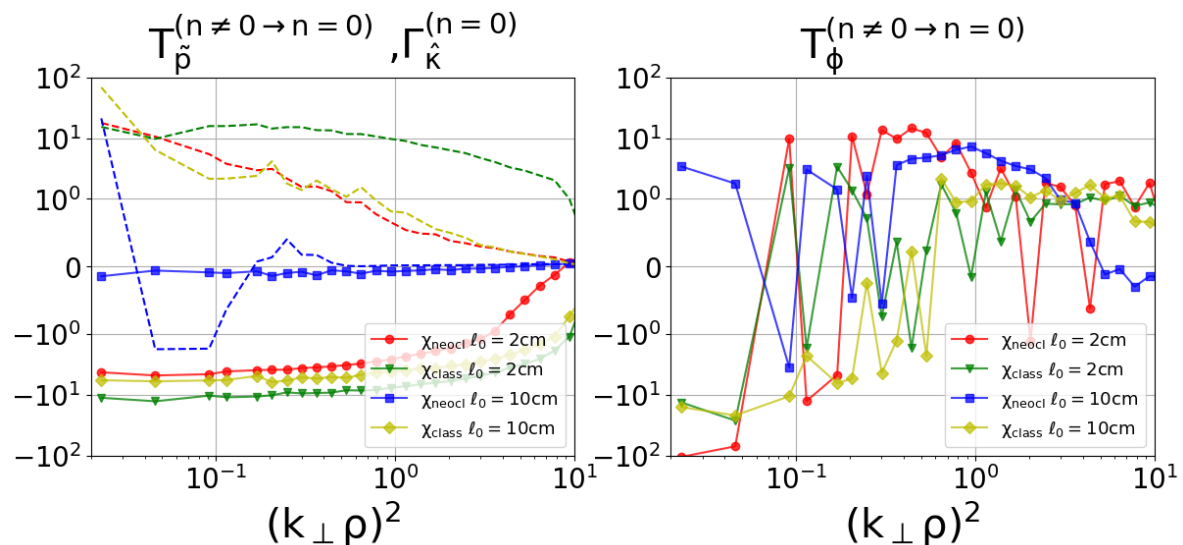 T_p̃^(n ≠ 0 → n = 0) , Γ_κ̂^(n = 0)
10²
10¹
10⁰
0
−10⁰
−10¹
−10²
10⁻¹ 10⁰ 10¹
(k⊥ρ)²
χneocl ℓ₀ = 2cm
χclass ℓ₀ = 2cm
χneocl ℓ₀ = 10cm
χclass ℓ₀ = 10cm
T_ϕ^(n ≠ 0 → n = 0)
10²
10¹
10⁰
0
−10⁰
−10¹
−10²
10⁻¹ 10⁰ 10¹
(k⊥ρ)²
χneocl ℓ₀ = 2cm
χclass ℓ₀ = 2cm
χneocl ℓ₀ = 10cm
χclass ℓ₀ = 10cm